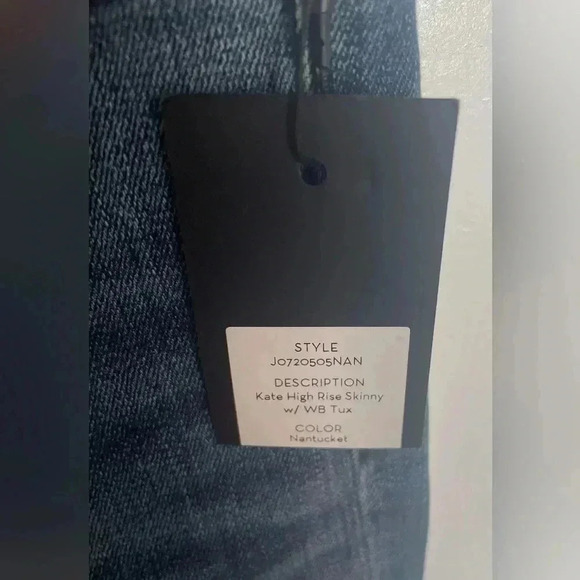 STYLE
J0720505NAN
DESCRIPTION
Kate High Rise Skinny
w/ WB Tux
COLOR
Nantucket